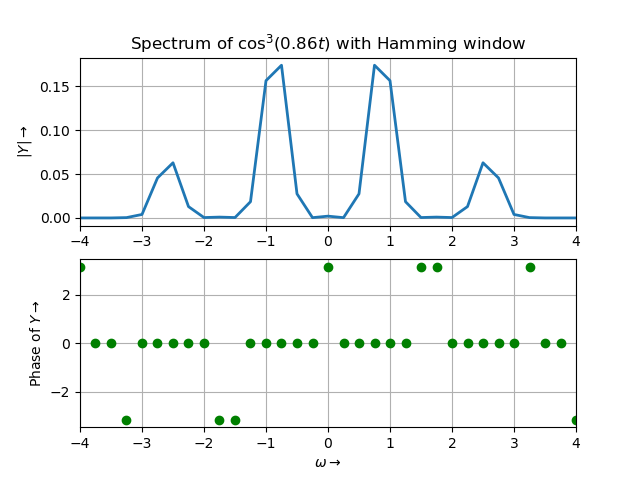 Spectrum of cos³(0.86t) with Hamming window
|Y|→
0.15
0.10
0.05
0.00
−4 −3 −2 −1 0 1 2 3 4
Phase of Y→
2
0
−2
−4 −3 −2 −1 0 1 2 3 4
ω→